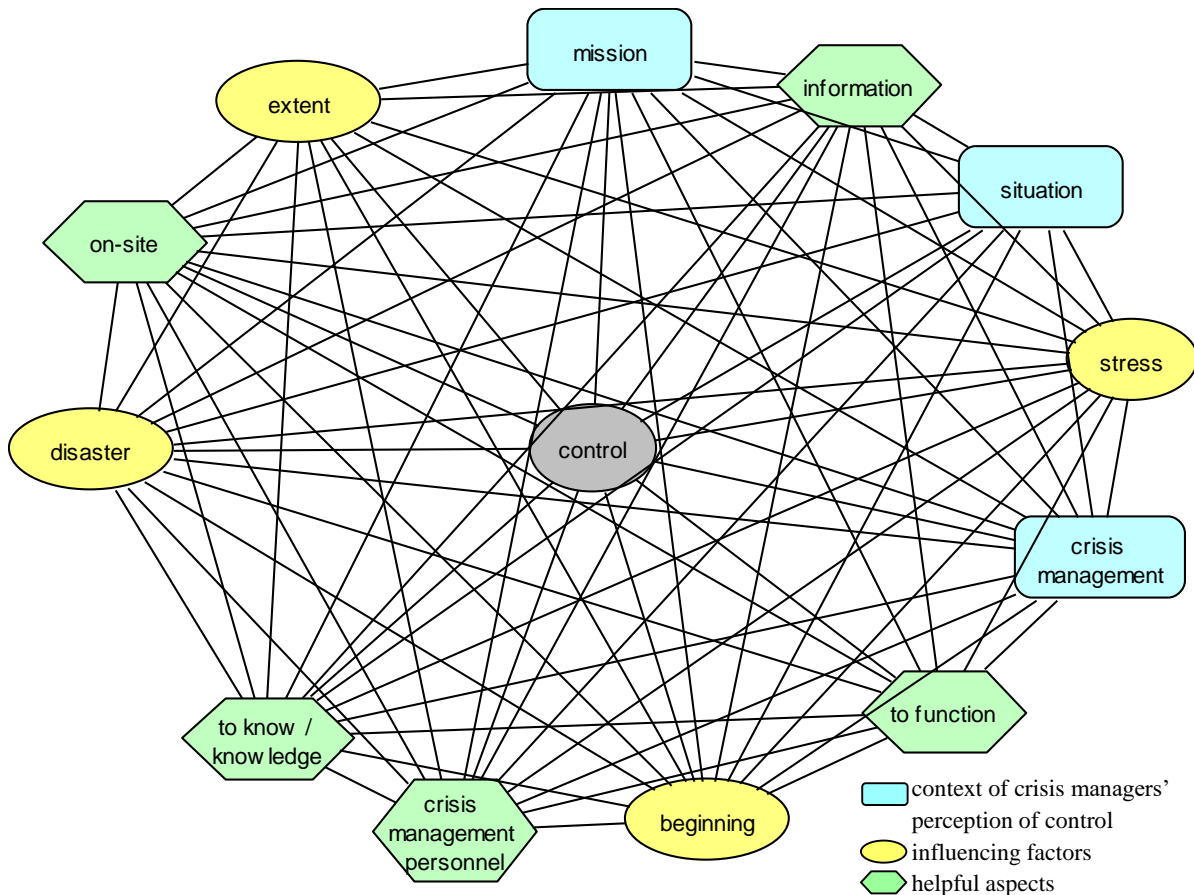 mission
information
extent
situation
on-site
stress
disaster
control
crisis
management
to know /
know ledge
to function
crisis
management
personnel
beginning
context of crisis managers’
perception of control
influencing factors
helpful aspects